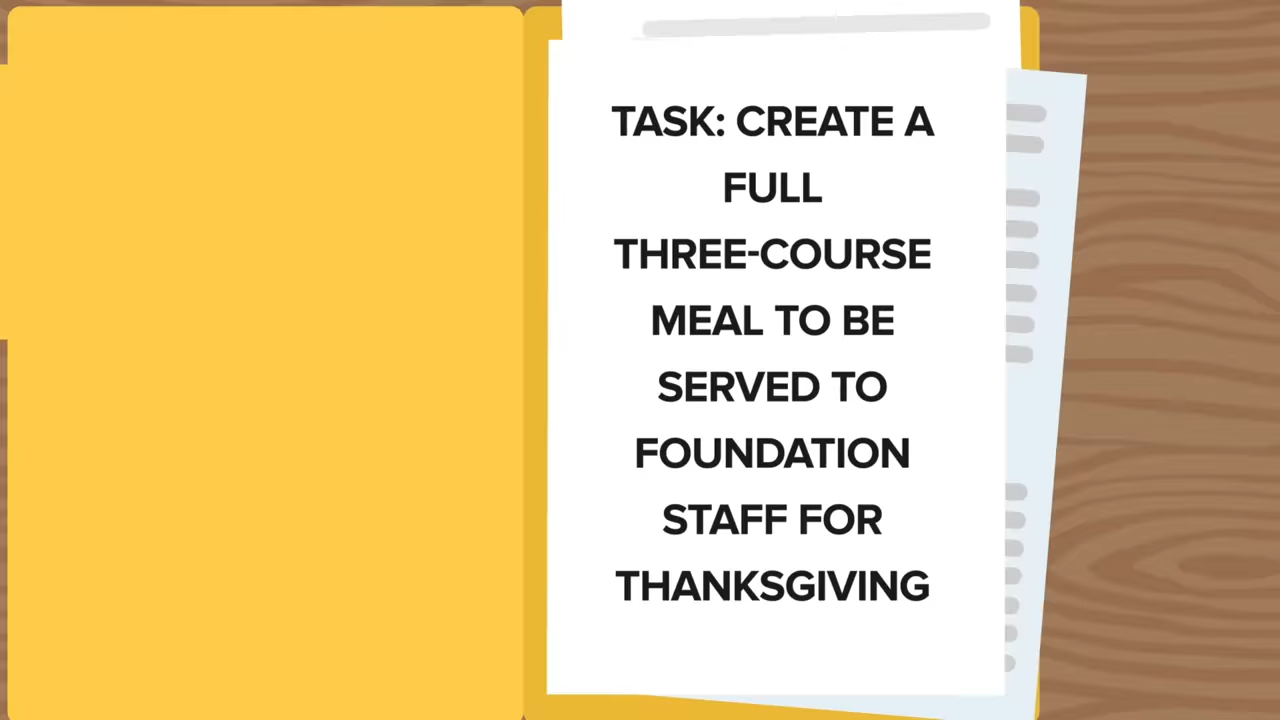 TASK: CREATE A
FULL
THREE-COURSE
MEAL TO BE
SERVED TO
FOUNDATION
STAFF FOR
THANKSGIVING